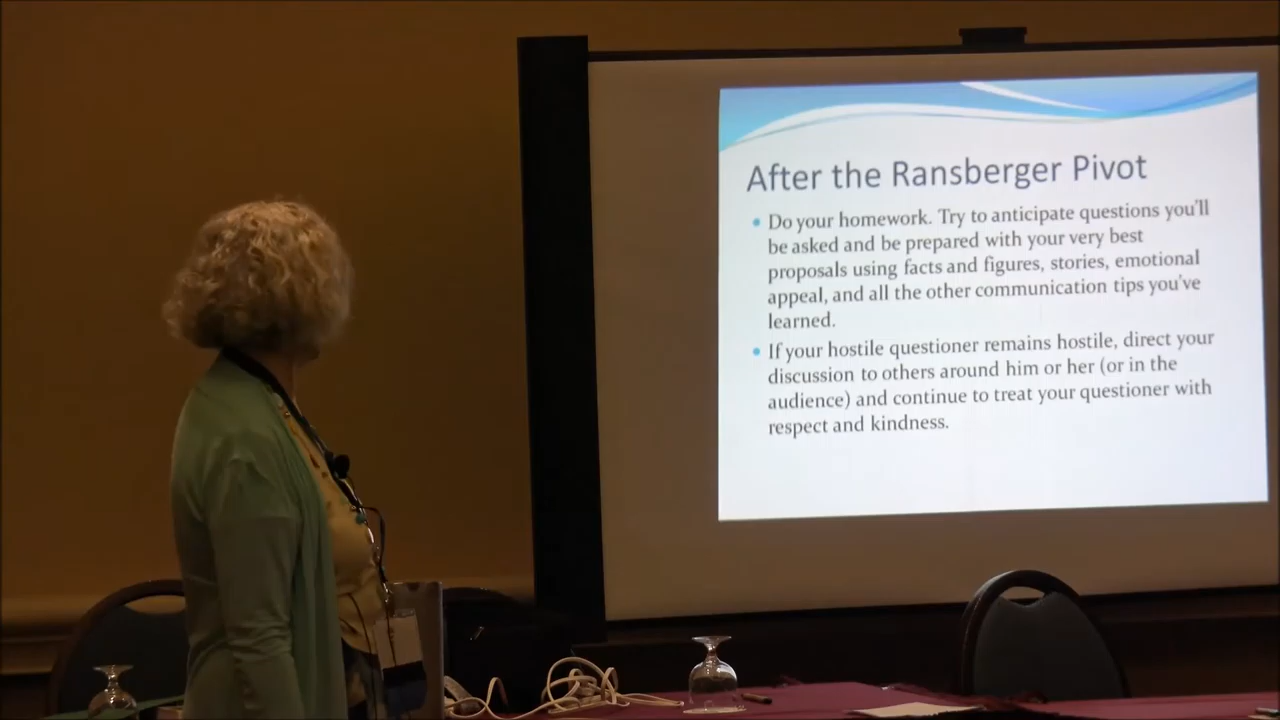 After the Ransberger Pivot
Do your homework. Try to anticipate questions you'll
be asked and be prepared with your very best
proposals using facts and figures, stories, emotional
appeal, and all the other communication tips you've
learned.
If your hostile questioner remains hostile, direct your
discussion to others around him or her (or in the
audience) and continue to treat your questioner with
respect and kindness.